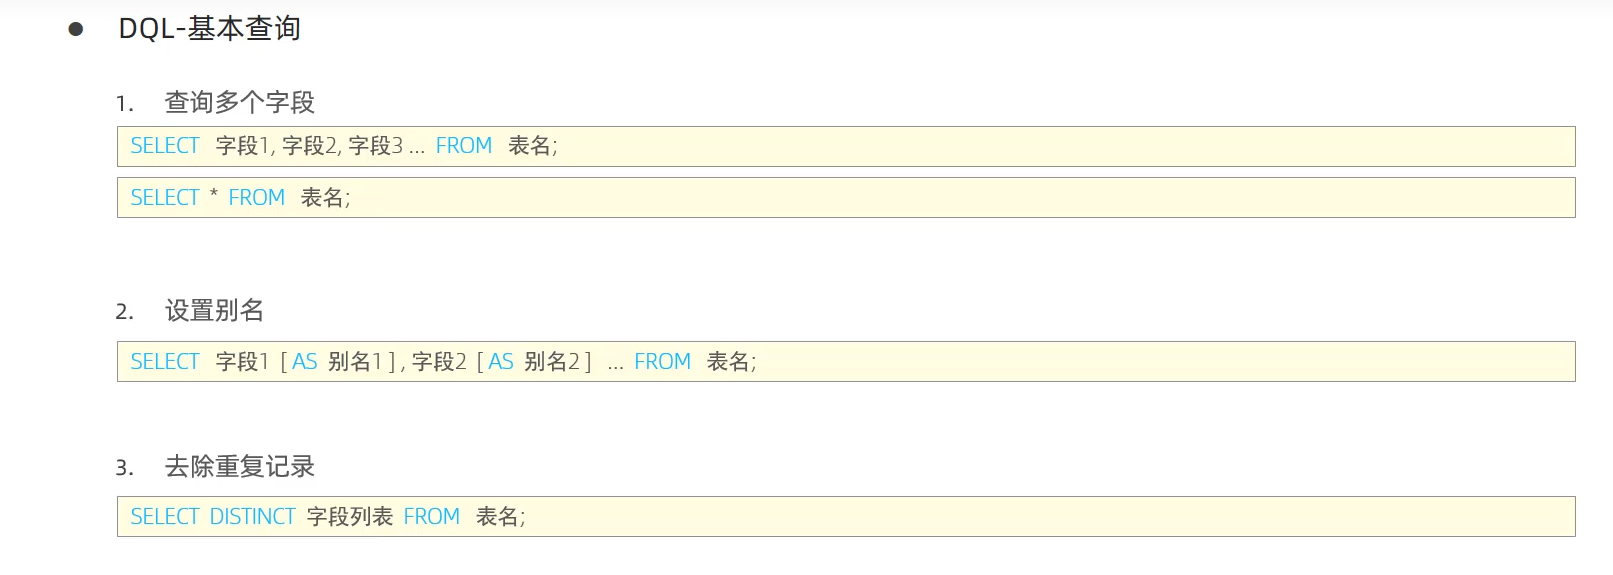 ● DQL-基本查询
1. 查询多个字段
SELECT 字段1, 字段2, 字段3 ... FROM 表名;
SELECT * FROM 表名;
2. 设置别名
SELECT 字段1 [ AS 别名1 ] , 字段2 [ AS 别名2 ] ... FROM 表名;
3. 去除重复记录
SELECT DISTINCT 字段列表 FROM 表名;